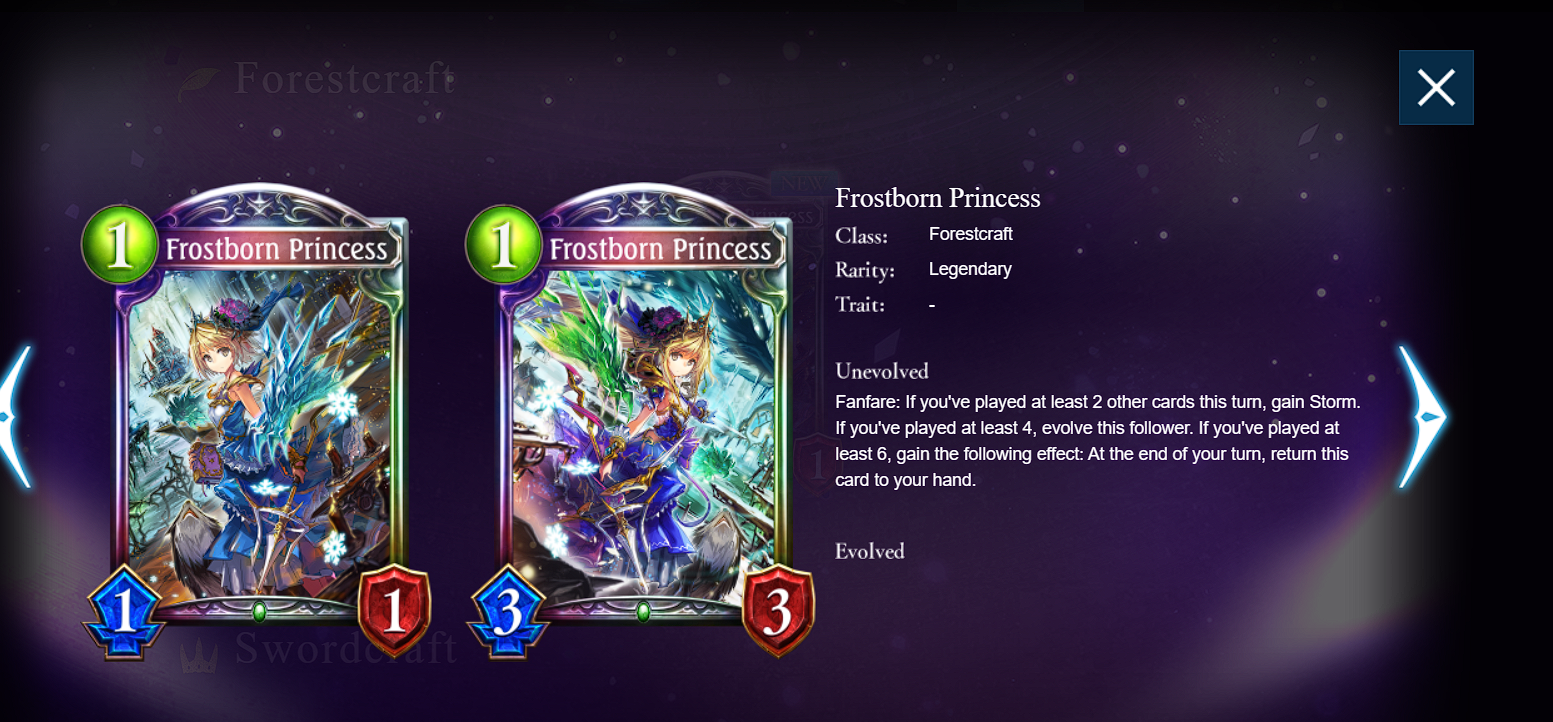 Forestcraft
1
Frostborn Princess
1
1
1
Frostborn Princess
3
3
NEW
Princess
1
Frostborn Princess
Class: Forestcraft
Rarity: Legendary
Trait: -
Unevolved
Fanfare: If you've played at least 2 other cards this turn, gain Storm.
If you've played at least 4, evolve this follower. If you've played at
least 6, gain the following effect: At the end of your turn, return this
card to your hand.
Evolved
Swordcraft